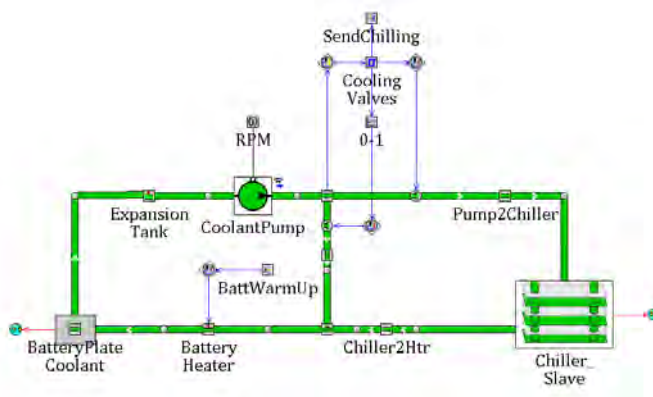 SendChilling
Cooling
Valves
RPM
0-1
Expansion
Tank
CoolantPump
Pump2Chiller
BattWarmUp
BatteryPlate
Coolant
Battery
Heater
Chiller2Htr
Chiller_
Slave